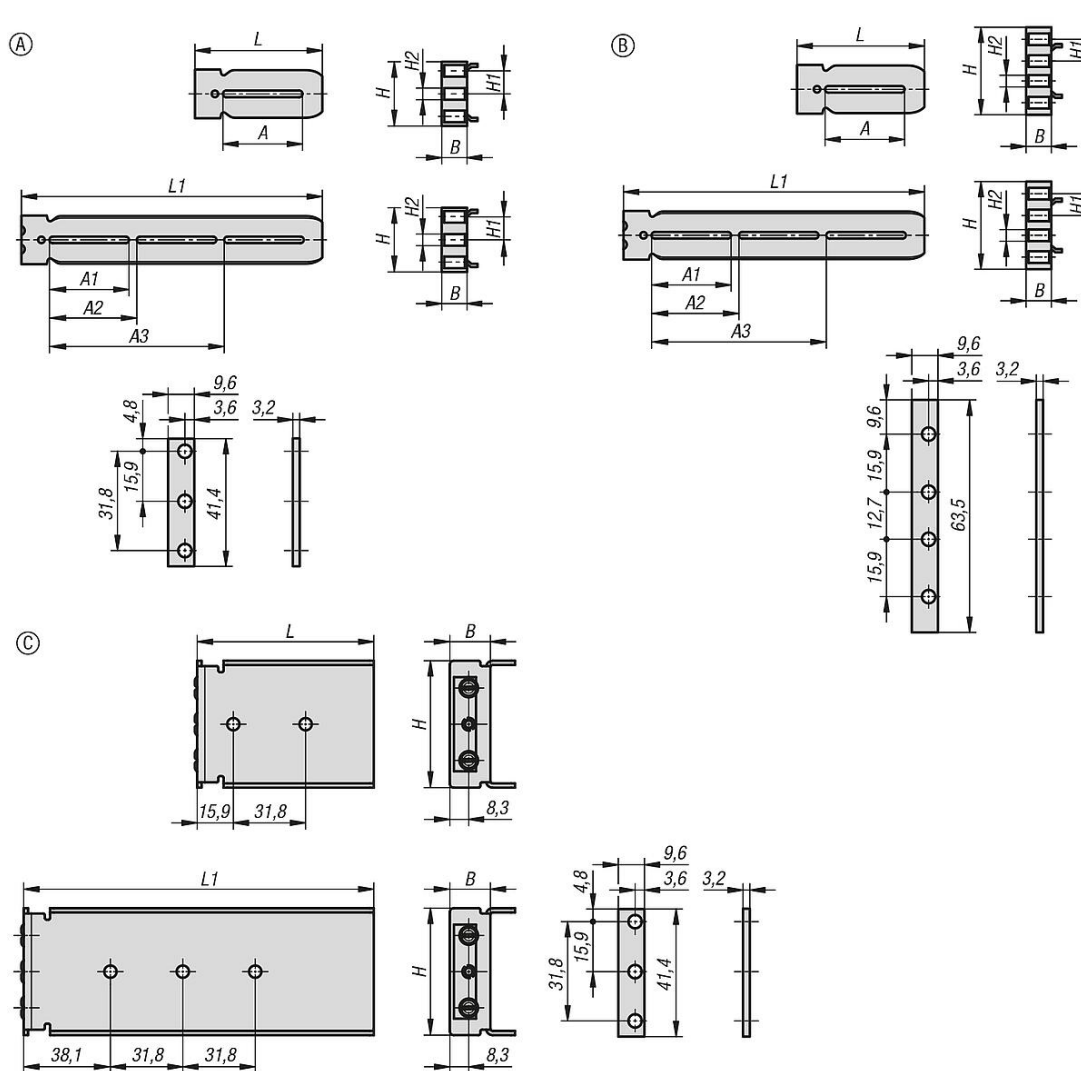 A
L
A
H
H2
H1
B
L1
A1
A2
A3
H
H2
H1
B
9,6
3,6
4,8
15,9
31,8
41,4
3,2
B
L
A
H
H2
H1
B
L1
A1
A2
A3
H
H2
H1
B
9,6
3,6
3,2
9,6
15,9
12,7
15,9
63,5
C
L
15,9
31,8
B
H
8,3
L1
38,1
31,8
31,8
B
H
8,3
9,6
3,6
4,8
15,9
31,8
41,4
3,2